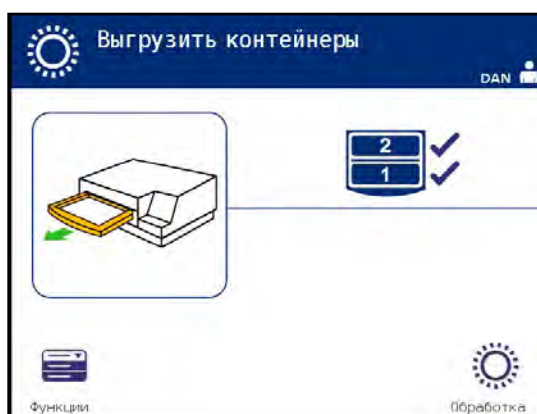 Выгрузить контейнеры
DAN
2
1
Функции
Обработка